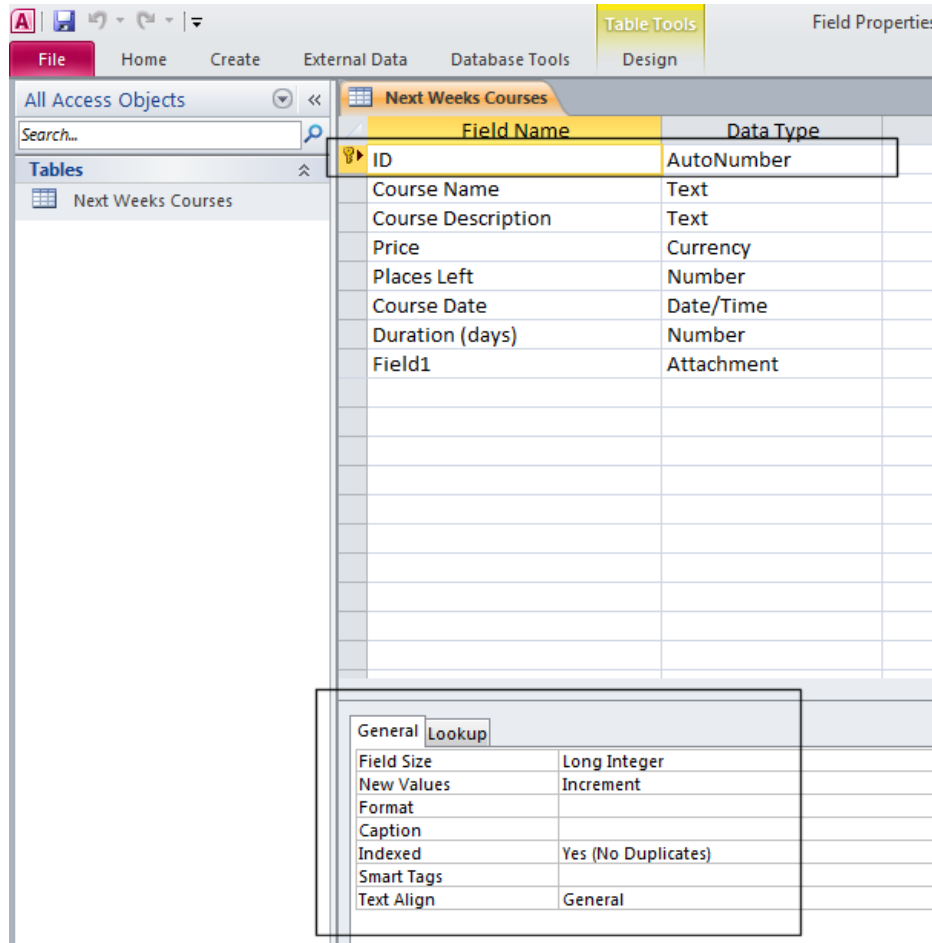 A
Table Tools
Field Properties
File Home Create External Data Database Tools Design
All Access Objects
Next Weeks Courses
Search...
Field Name Data Type
Tables
ID AutoNumber
Next Weeks Courses
Course Name Text
Course Description Text
Price Currency
Places Left Number
Course Date Date/Time
Duration (days) Number
Field1 Attachment
General Lookup
Field Size Long Integer
New Values Increment
Format
Caption
Indexed Yes (No Duplicates)
Smart Tags
Text Align General